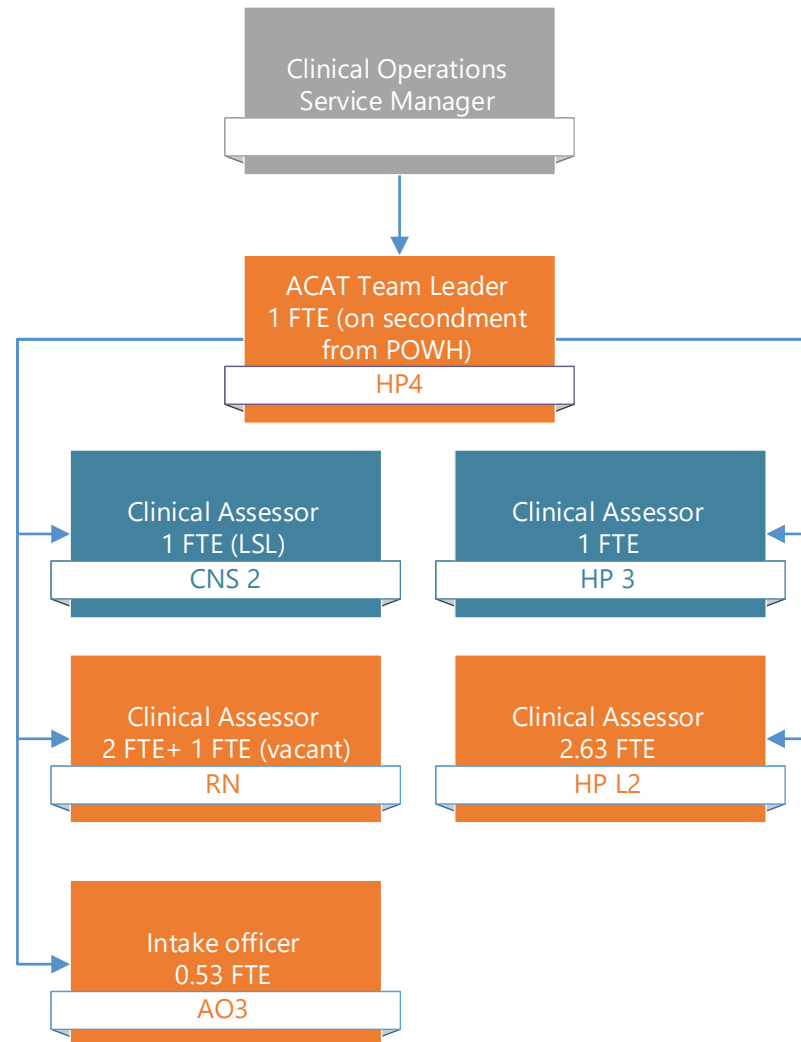 Clinical Operations
Service Manager
ACAT Team Leader
1 FTE (on secondment
from POWH)
HP4
Clinical Assessor
1 FTE (LSL)
CNS 2
Clinical Assessor
1 FTE
HP 3
Clinical Assessor
2 FTE+ 1 FTE (vacant)
RN
Clinical Assessor
2.63 FTE
HP L2
Intake officer
0.53 FTE
AO3